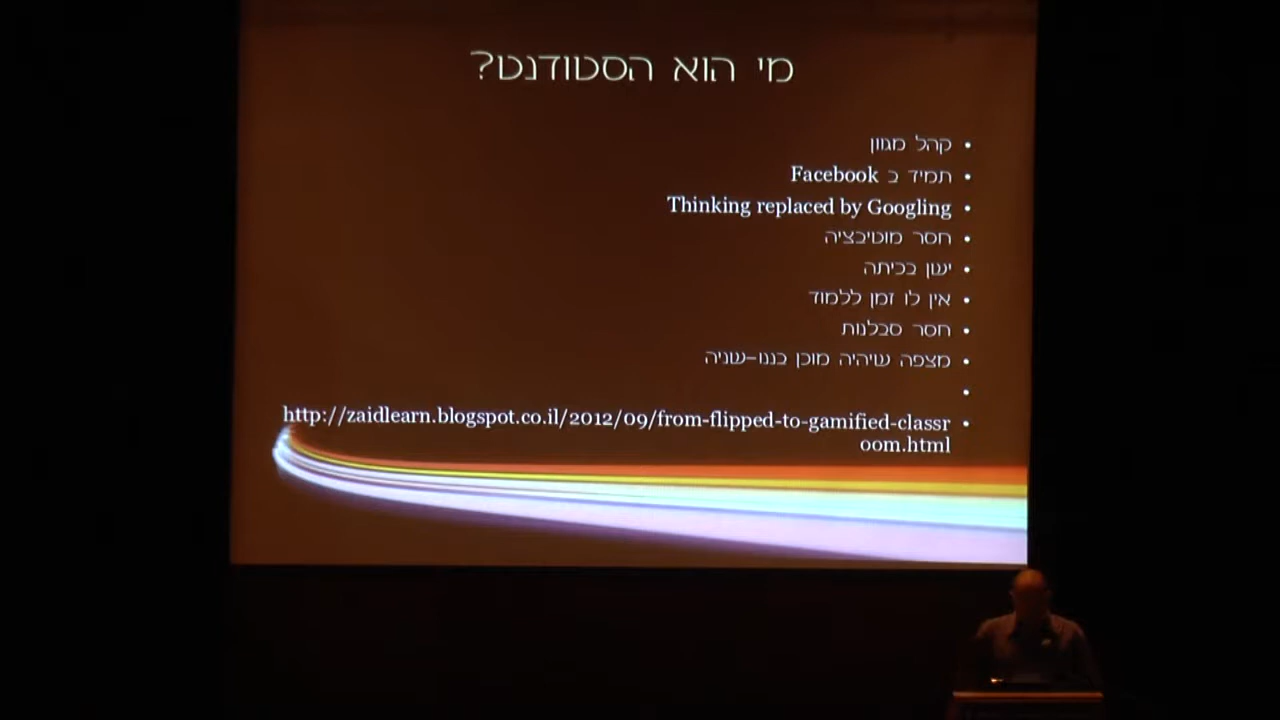 מי הוא הסטודנט?
• קהל מגוון
• תמיד ב Facebook
• Thinking replaced by Googling
• חסר מוטיבציה
• ישן בכיתה
• אין לו זמן ללמוד
• חסר סבלנות
• מצפה שיהיה מוכן בננו-שניה
•
• http://zaidlearn.blogspot.co.il/2012/09/from-flipped-to-gamified-classr
oom.html